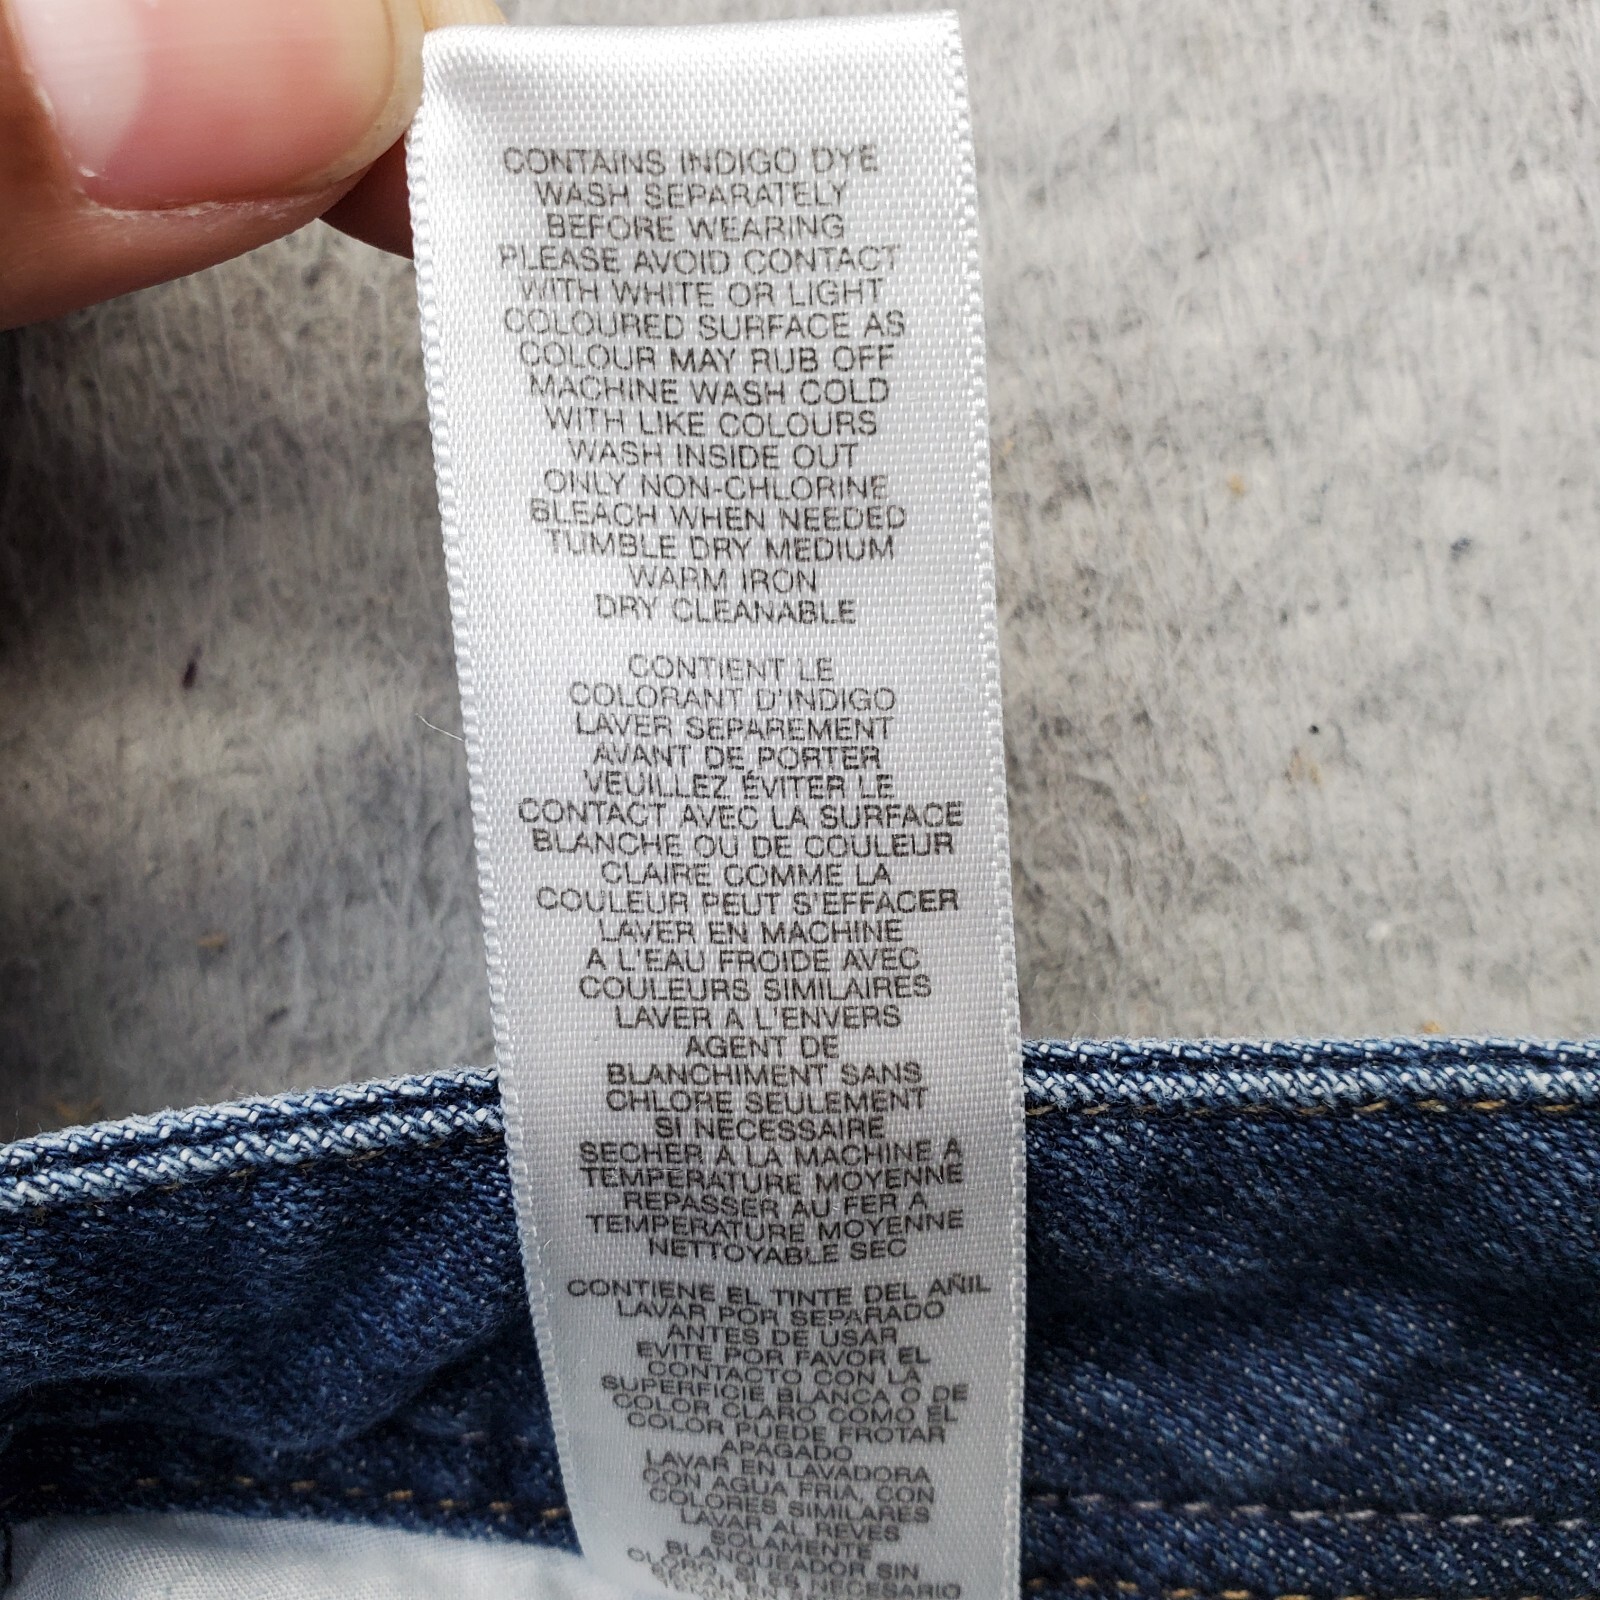 CONTAINS INDIGO DYE
WASH SEPARATELY
BEFORE WEARING
PLEASE AVOID CONTACT
WITH WHITE OR LIGHT
COLOURED SURFACE AS
COLOUR MAY RUB OFF
MACHINE WASH COLD
WITH LIKE COLOURS
WASH INSIDE OUT
ONLY NON-CHLORINE
BLEACH WHEN NEEDED
TUMBLE DRY MEDIUM
WARM IRON
DRY CLEANABLE
CONTIENT LE
COLORANT D'INDIGO
LAVER SEPAREMENT
AVANT DE PORTER
VEUILLEZ ÉVITER LE
CONTACT AVEC LA SURFACE
BLANCHE OU DE COULEUR
CLAIRE COMME LA
COULEUR PEUT S'EFFACER
LAVER EN MACHINE
A L'EAU FROIDE AVEC
COULEURS SIMILAIRES
LAVER A L'ENVERS
AGENT DE
BLANCHIMENT SANS
CHLORE SEULEMENT
SI NECESSAIRE
SECHER A LA MACHINE A
TEMPERATURE MOYENNE
REPASSER AU FER A
TEMPERATURE MOYENNE
NETTOYABLE SEC
CONTIENE EL TINTE DEL AÑIL
LAVAR POR SEPARADO
ANTES DE USAR
EVITE POR FAVOR EL
CONTACTO CON LA
SUPERFICIE BLANCA O DE
COLOR CLARO COMO EL
COLOR PUEDE FROTAR
APAGADO
LAVAR EN LAVADORA
CON AGUA FRIA, CON
COLORES SIMILARES
LAVAR AL REVES
SOLAMENTE
BLANQUEADOR SIN
CLORO, SI ES NECESARIO